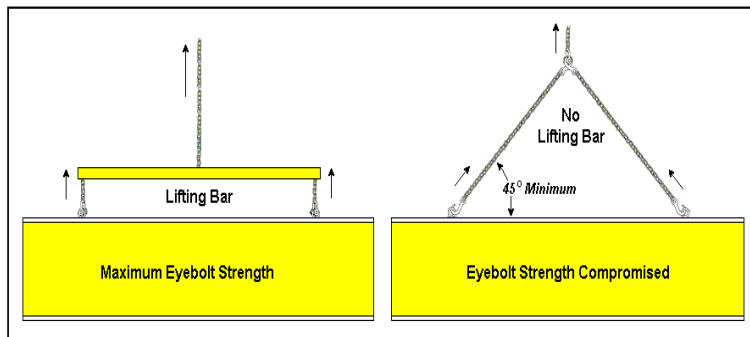 Lifting Bar
Maximum Eyebolt Strength
No
Lifting Bar
45° Minimum
Eyebolt Strength Compromised